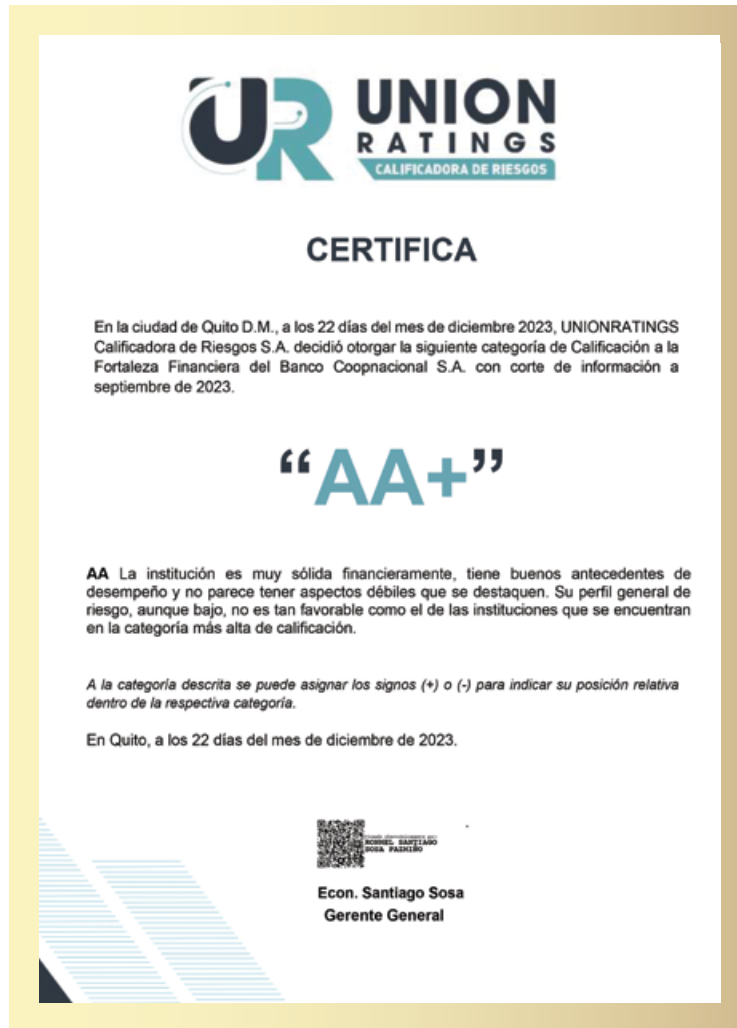 UR UNION
RATINGS
CALIFICADORA DE RIESGOS
CERTIFICA
En la ciudad de Quito D.M., a los 22 días del mes de diciembre 2023, UNIONRATINGS
Calificadora de Riesgos S.A. decidió otorgar la siguiente categoría de Calificación a la
Fortaleza Financiera del Banco Coopnacional S.A. con corte de información a
septiembre de 2023.
“AA+”
AA La institución es muy sólida financieramente, tiene buenos antecedentes de
desempeño y no parece tener aspectos débiles que se destaquen. Su perfil general de
riesgo, aunque bajo, no es tan favorable como el de las instituciones que se encuentran
en la categoría más alta de calificación.
A la categoría descrita se puede asignar los signos (+) o (-) para indicar su posición relativa
dentro de la respectiva categoría.
En Quito, a los 22 días del mes de diciembre de 2023.
SANTIAGO
SOSA PAZMIÑO
Econ. Santiago Sosa
Gerente General